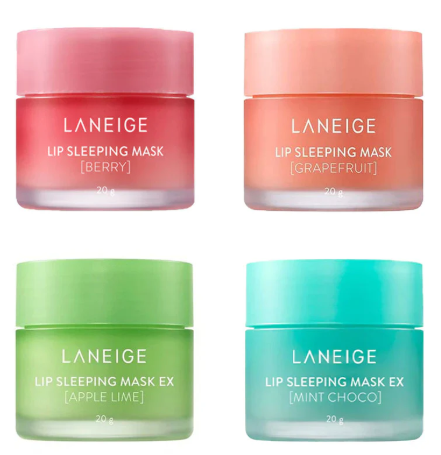 LANEIGE
LIP SLEEPING MASK
[BERRY]
20 g
LANEIGE
LIP SLEEPING MASK
[GRAPEFRUIT]
20 g
LANEIGE
LIP SLEEPING MASK EX
[APPLE LIME]
20 g
LANEIGE
LIP SLEEPING MASK EX
[MINT CHOCO]
20 g